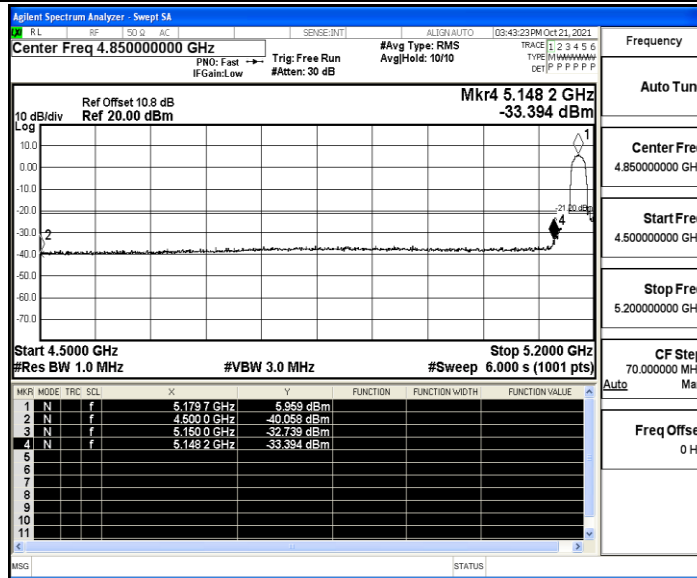 Agilent Spectrum Analyzer - Swept SA
RL RF 50 Ω AC SENSE:INT ALIGN AUTO 03:43:23 PM Oct 21, 2021
Center Freq 4.850000000 GHz #Avg Type: RMS TRACE 1 2 3 4 5 6
PNO: Fast Trig: Free Run Avg|Hold: 10/10 TYPE M
IFGain:Low #Atten: 30 dB DET P P P P P P
Mkr4 5.148 2 GHz
Ref Offset 10.8 dB
10 dB/div Ref 20.00 dBm -33.394 dBm
Log
10.0
0.00
-10.0
-20.0
-30.0
-40.0
-50.0
-60.0
-70.0
1
2
4
Start 4.5000 GHz Stop 5.2000 GHz
#Res BW 1.0 MHz #VBW 3.0 MHz #Sweep 6.000 s (1001 pts)
MKR MODE TRC SCL X Y FUNCTION FUNCTION WIDTH FUNCTION VALUE
1 N f 5.179 7 GHz 5.959 dBm
2 N f 4.500 0 GHz -40.058 dBm
3 N f 5.150 0 GHz -32.739 dBm
4 N f 5.148 2 GHz -33.394 dBm
5
6
7
8
9
10
11
MSG STATUS
Frequency
Auto Tun
Center Fre
4.850000000 GH
Start Fre
4.500000000 GH
Stop Fre
5.200000000 GH
CF Step
70.000000 MH
Auto Ma
Freq Offse
0 H